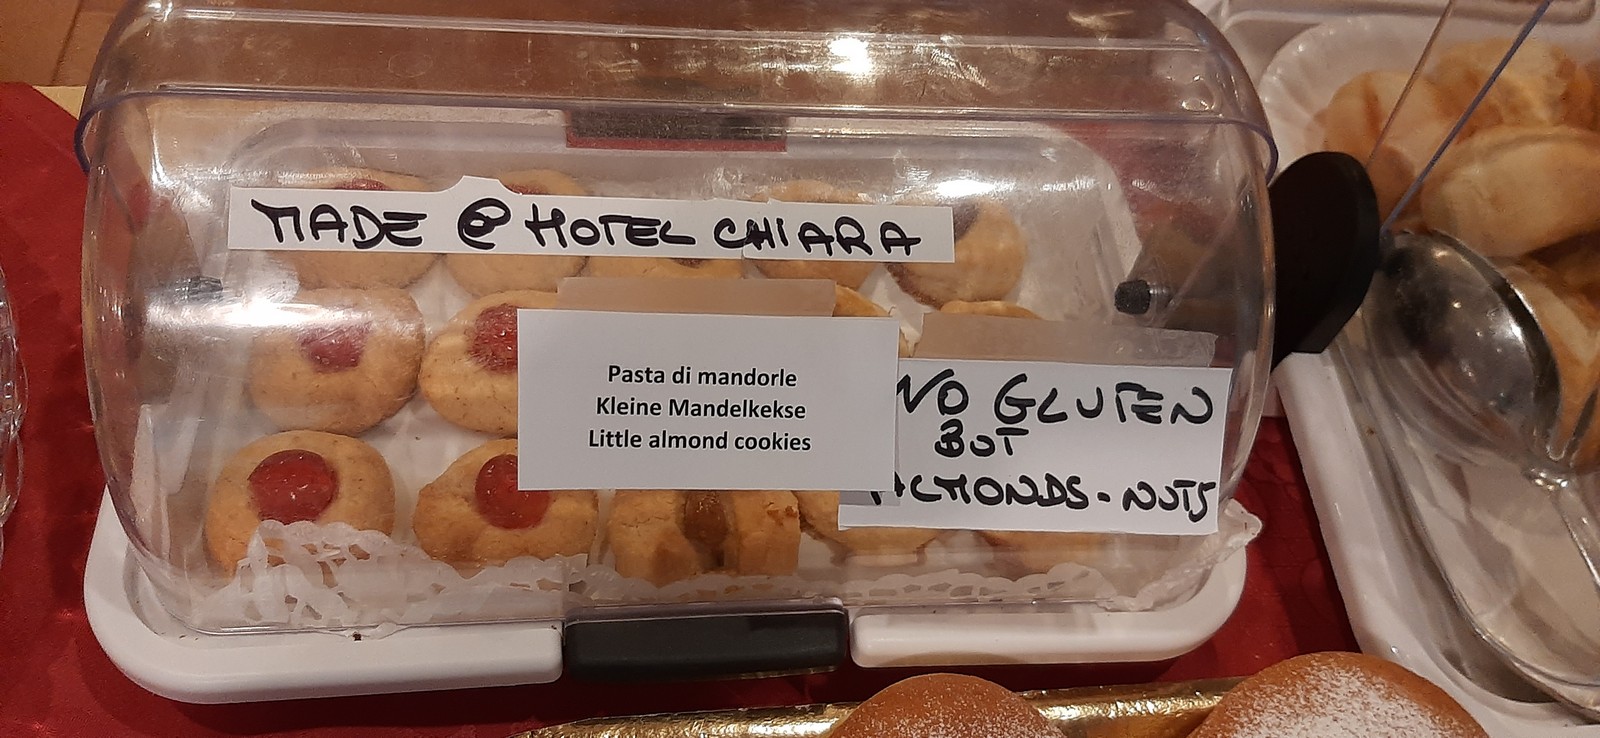 MADE @ HOTEL CHIARA
Pasta di mandorle
Kleine Mandelkekse
Little almond cookies
NO GLUTEN
BUT
ALMONDS - NUTS